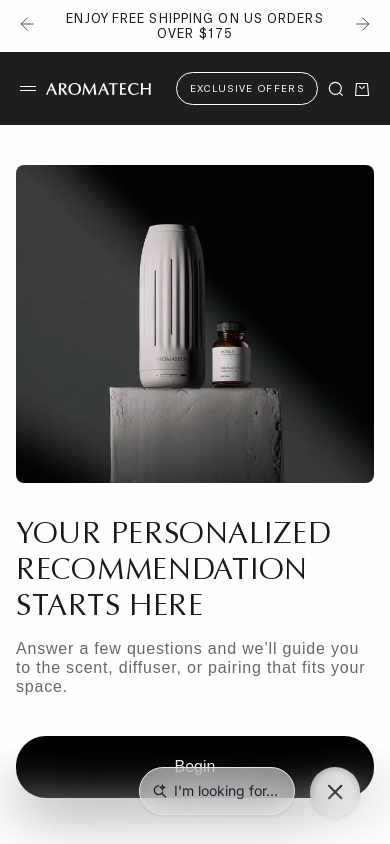 ENJOY FREE SHIPPING ON US ORDERS
OVER $175
AROMATECH
EXCLUSIVE OFFERS
AROMATECH
YOUR PERSONALIZED
RECOMMENDATION
STARTS HERE
Answer a few questions and we'll guide you
to the scent, diffuser, or pairing that fits your
space.
Begin
I'm looking for...